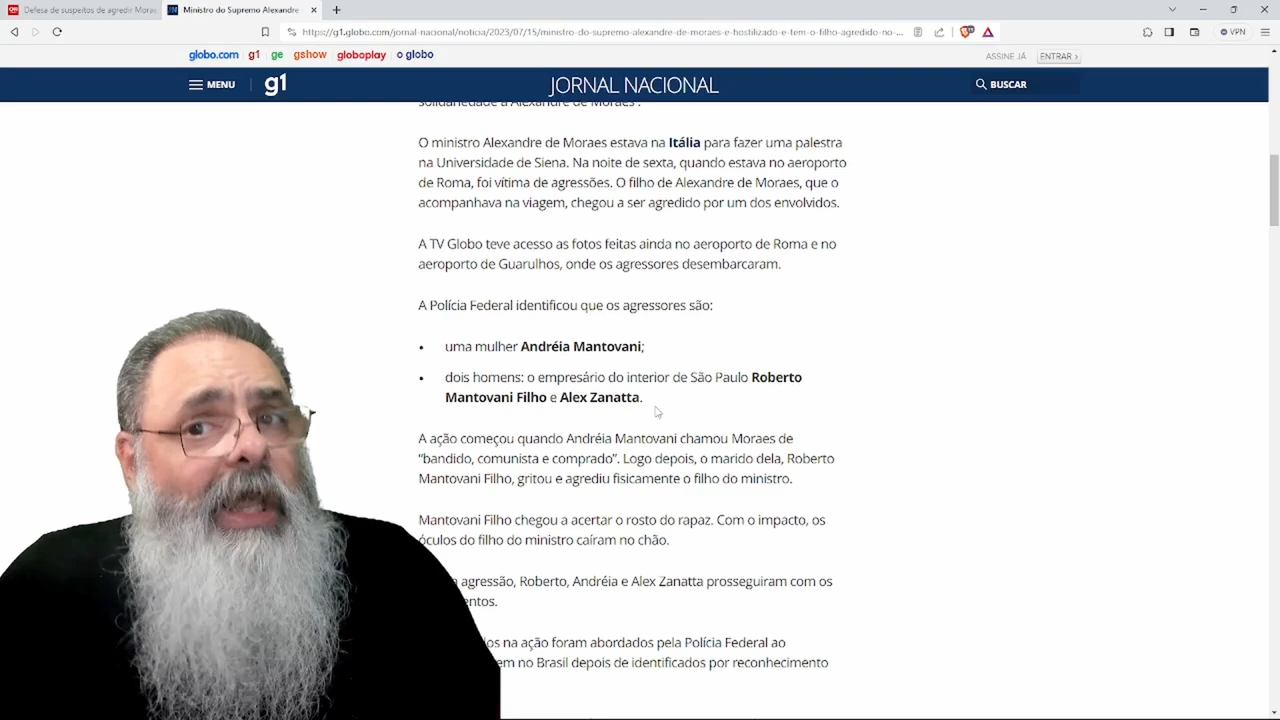 Defesa de suspeitos de agredir Moraes
Ministro do Supremo Alexandre
https://g1.globo.com/jornal-nacional/noticia/2023/07/15/ministro-do-supremo-alexandre-de-moraes-e-hostilizado-e-tem-o-filho-agredido-no-...
VPN
globo.com g1 ge gshow globoplay o globo
ASSINE JÁ ENTRAR ›
MENU g1 JORNAL NACIONAL BUSCAR
solidariedade a Alexandre de Moraes".
O ministro Alexandre de Moraes estava na Itália para fazer uma palestra
na Universidade de Siena. Na noite de sexta, quando estava no aeroporto
de Roma, foi vítima de agressões. O filho de Alexandre de Moraes, que o
acompanhava na viagem, chegou a ser agredido por um dos envolvidos.
A TV Globo teve acesso as fotos feitas ainda no aeroporto de Roma e no
aeroporto de Guarulhos, onde os agressores desembarcaram.
A Polícia Federal identificou que os agressores são:
• uma mulher Andréia Mantovani;
• dois homens: o empresário do interior de São Paulo Roberto
Mantovani Filho e Alex Zanatta.
A ação começou quando Andréia Mantovani chamou Moraes de
“bandido, comunista e comprado”. Logo depois, o marido dela, Roberto
Mantovani Filho, gritou e agrediu fisicamente o filho do ministro.
Mantovani Filho chegou a acertar o rosto do rapaz. Com o impacto, os
óculos do filho do ministro caíram no chão.
agressão, Roberto, Andréia e Alex Zanatta prosseguiram com os
na ação foram abordados pela Polícia Federal ao
no Brasil depois de identificados por reconhecimento